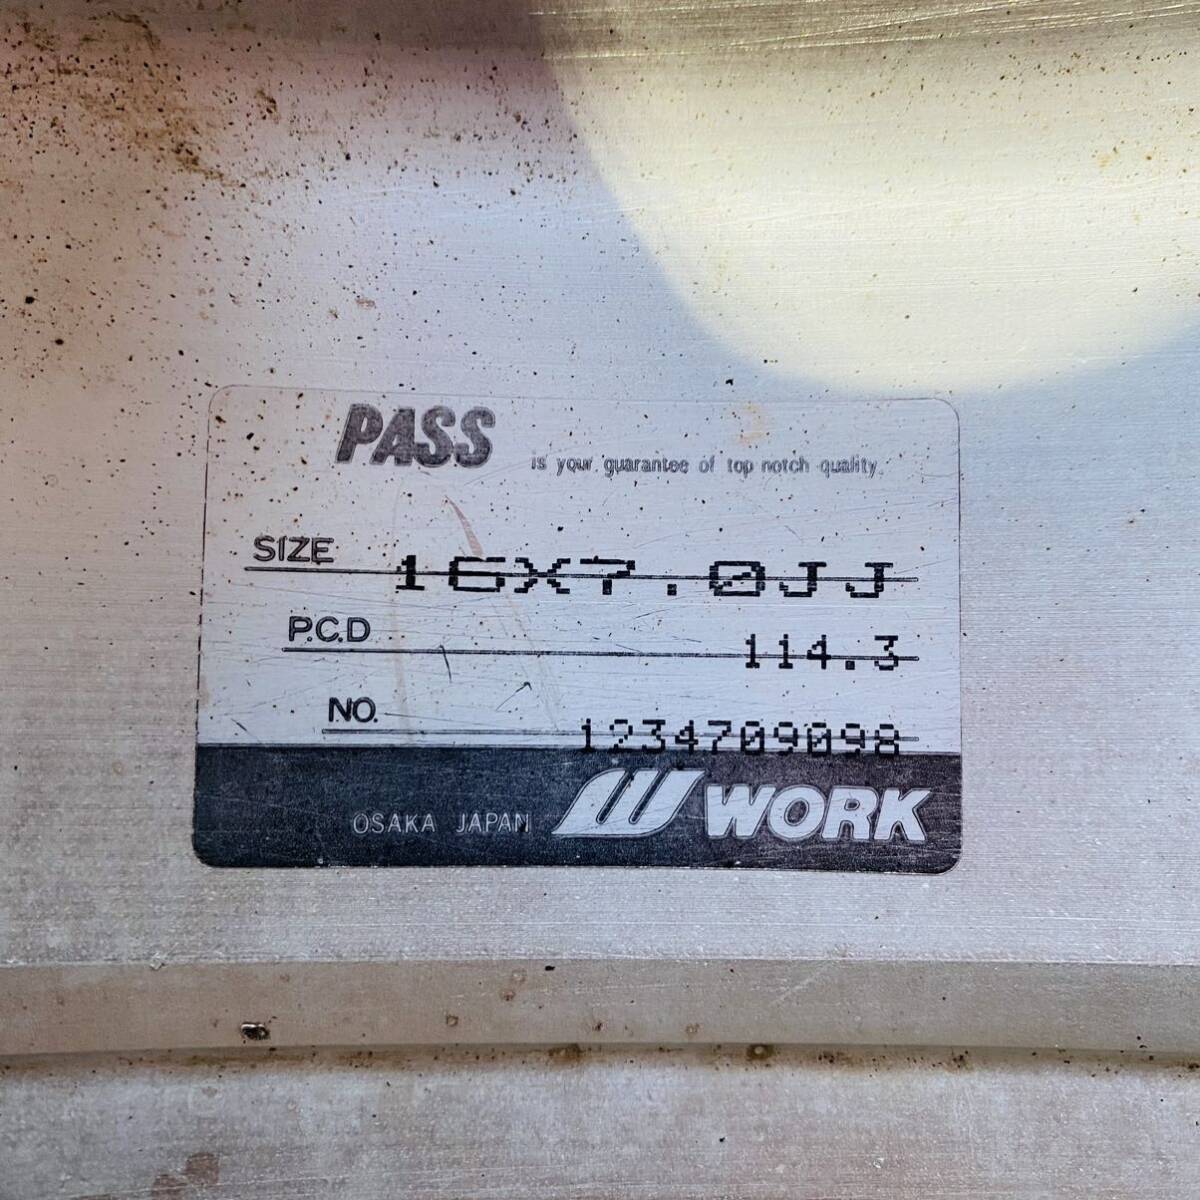 PASS is your guarantee of top notch quality.
SIZE 16X7.0JJ
P.C.D 114.3
NO. 1234709098
OSAKA JAPAN W WORK